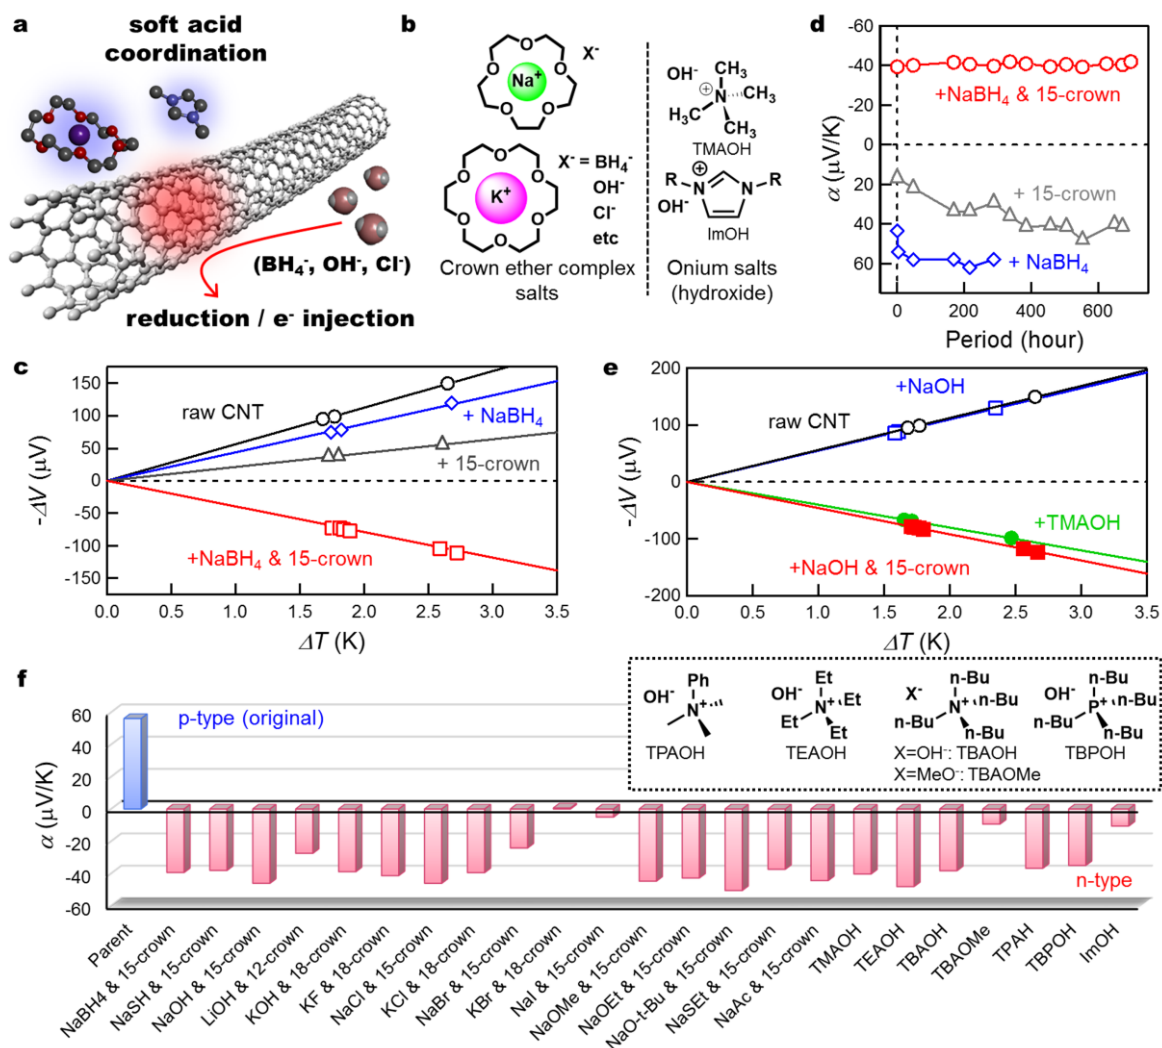 a
soft acid
coordination
(BH4-, OH-, Cl-)
reduction / e- injection
b
Na+
X-
K+
X- = BH4-
OH-
Cl-
etc
Crown ether complex
salts
OH-
CH3
H3C
N
CH3
CH3
TMAOH
R
N
N
R
OH-
ImOH
Onium salts
(hydroxide)
d
-60
-40
-20
0
20
40
60
α (μV/K)
+NaBH4 & 15-crown
+ 15-crown
+ NaBH4
0
200
400
600
Period (hour)
c
150
100
50
0
-50
-100
-150
-ΔV (μV)
raw CNT
+ NaBH4
+ 15-crown
+NaBH4 & 15-crown
0.0 0.5 1.0 1.5 2.0 2.5 3.0 3.5
ΔT (K)
e
200
100
0
-100
-200
-ΔV (μV)
+NaOH
raw CNT
+TMAOH
+NaOH & 15-crown
0.0 0.5 1.0 1.5 2.0 2.5 3.0 3.5
ΔT (K)
f
60
40
20
0
-20
-40
-60
α (μV/K)
p-type (original)
n-type
OH-
Ph
N+
TPAOH
OH-
Et
N+
Et
Et
Et
TEAOH
X-
n-Bu
N+
n-Bu
n-Bu
n-Bu
X=OH-: TBAOH
X=MeO-: TBAOMe
OH-
n-Bu
P+
n-Bu
n-Bu
n-Bu
TBPOH
Parent
NaBH4 & 15-crown
NaSH & 15-crown
NaOH & 15-crown
LiOH & 12-crown
KOH & 18-crown
KF & 18-crown
NaCl & 15-crown
KCl & 18-crown
NaBr & 15-crown
KBr & 18-crown
NaI & 15-crown
NaOMe & 15-crown
NaOEt & 15-crown
NaO-t-Bu & 15-crown
NaSEt & 15-crown
NaAc & 15-crown
TMAOH
TEAOH
TBAOH
TBAOMe
TPAH
TBPOH
ImOH